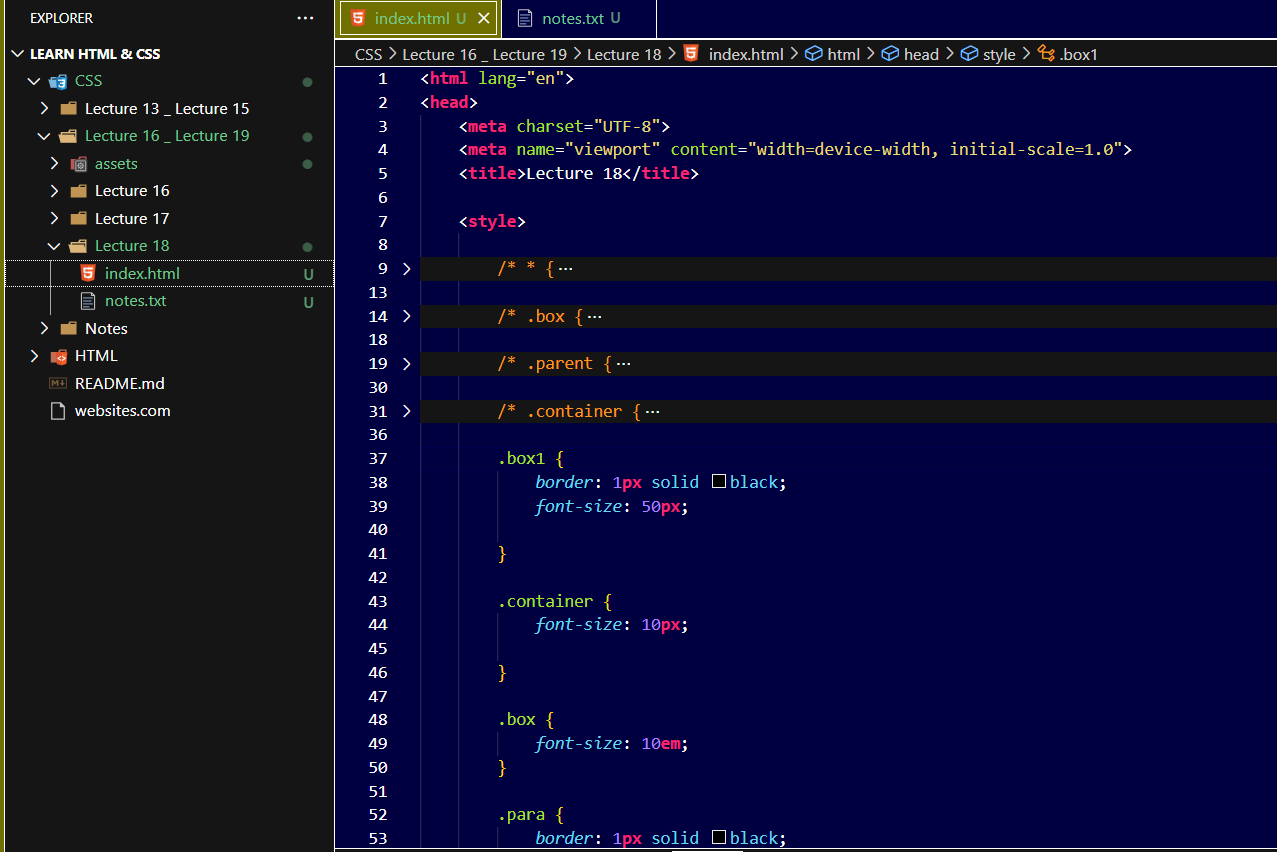 EXPLORER ···
LEARN HTML & CSS
CSS
Lecture 13 _ Lecture 15
Lecture 16 _ Lecture 19
assets
Lecture 16
Lecture 17
Lecture 18
index.html U
notes.txt U
Notes
HTML
README.md
websites.com
index.html U
notes.txt U
CSS > Lecture 16 _ Lecture 19 > Lecture 18 > index.html > html > head > style > .box1
1 <html lang="en">
2 <head>
3 <meta charset="UTF-8">
4 <meta name="viewport" content="width=device-width, initial-scale=1.0">
5 <title>Lecture 18</title>
6
7 <style>
8
9 /* * { ···
13
14 /* .box { ···
18
19 /* .parent { ···
30
31 /* .container { ···
36
37 .box1 {
38 border: 1px solid black;
39 font-size: 50px;
40
41 }
42
43 .container {
44 font-size: 10px;
45
46 }
47
48 .box {
49 font-size: 10em;
50 }
51
52 .para {
53 border: 1px solid black;